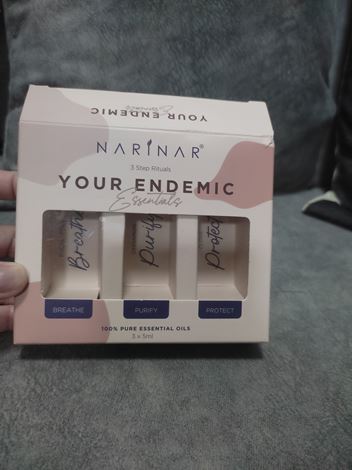 YOUR ENDEMIC
Essentials
NARINAR®
3 Step Rituals
YOUR ENDEMIC
Essentials
Breathe
Purify
Protect
BREATHE
PURIFY
PROTECT
100% PURE ESSENTIAL OILS
3 x 5ml